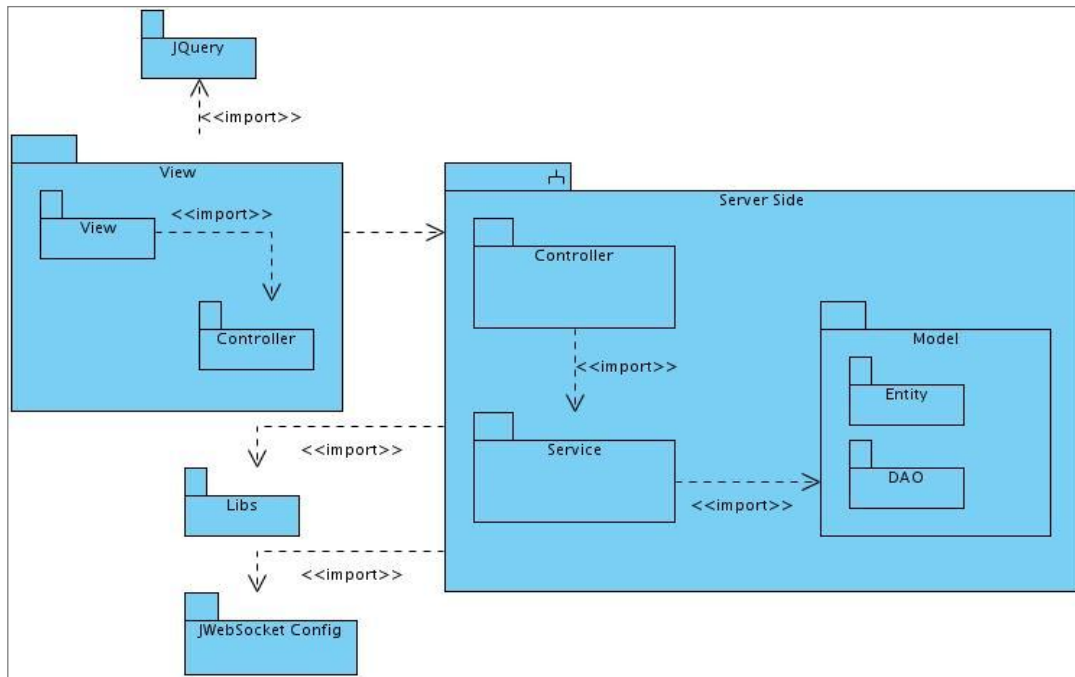 JQuery
<<import>>
View
<<import>>
View
Controller
Server Side
Controller
<<import>>
Model
Entity
DAO
Service
<<import>>
<<import>>
Libs
<<import>>
JWebSocket Config